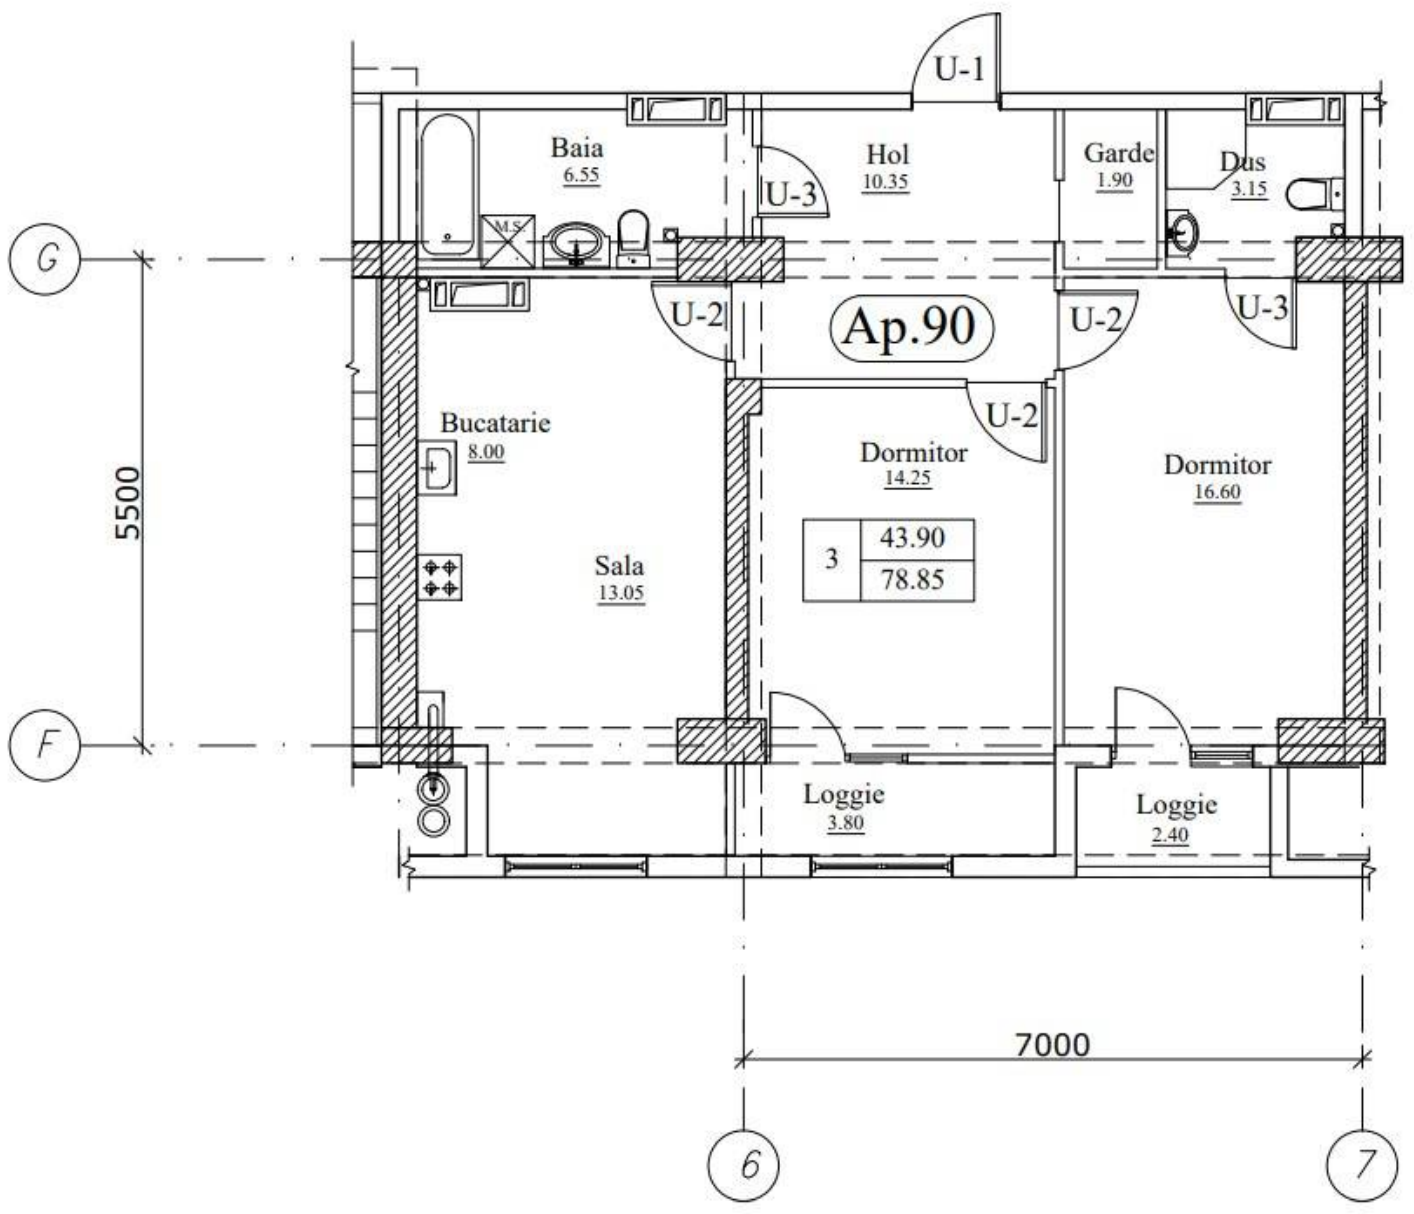 U-1
Baia
6.55
Hol
10.35
Garde
1.90
Dus
3.15
U-3
M.S.
G
U-2
Ap.90
U-2
U-3
U-2
Bucatarie
8.00
Dormitor
14.25
Dormitor
16.60
5500
3
43.90
78.85
Sala
13.05
F
Loggie
3.80
Loggie
2.40
7000
6
7